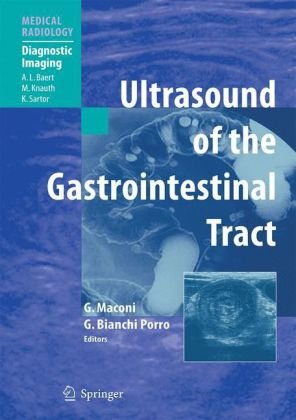 MEDICAL
RADIOLOGY
Diagnostic
Imaging
A. L. Baert
M. Knauth
K. Sartor
Ultrasound
of the
Gastrointestinal
Tract
G. Maconi
G. Bianchi Porro
Editors
Springer